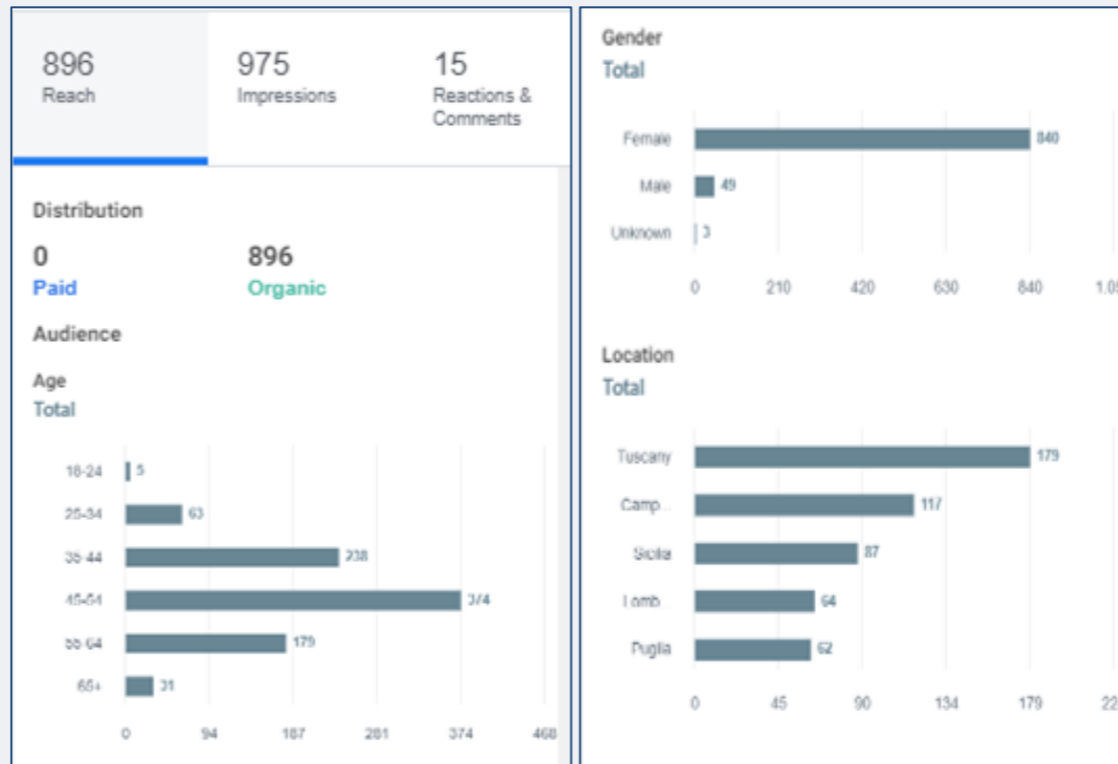 896
Reach
975
Impressions
15
Reactions &
Comments
Distribution
0
Paid
896
Organic
Audience
Age
Total
18-24 5
25-34 63
35-44 238
45-54 374
55-64 179
65+ 31
0 94 187 281 374 468
Gender
Total
Female 840
Male 49
Unknown 3
0 210 420 630 840
Location
Total
Tuscany 179
Camp... 117
Sicilia 87
Lomb... 64
Puglia 62
0 45 90 134 179